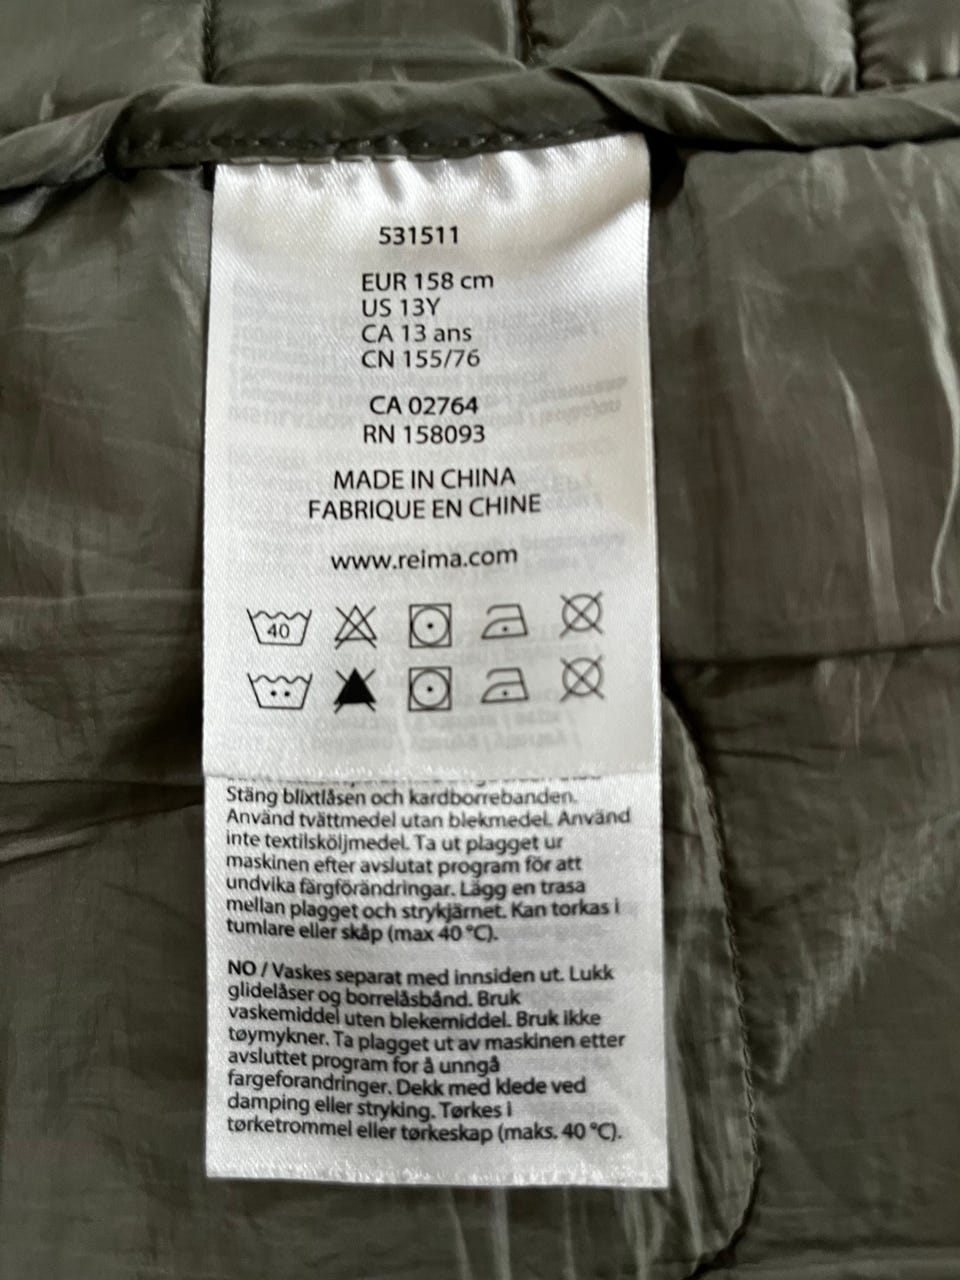 531511
EUR 158 cm
US 13Y
CA 13 ans
CN 155/76
CA 02764
RN 158093
MADE IN CHINA
FABRIQUE EN CHINE
www.reima.com
40
Stäng blixtlåsen och kardborrebanden.
Använd tvättmedel utan blekmedel. Använd
inte textilsköljmedel. Ta ut plagget ur
maskinen efter avslutat program för att
undvika färgförändringar. Lägg en trasa
mellan plagget och strykjärnet. Kan torkas i
tumlare eller skåp (max 40 °C).
NO / Vaskes separat med innsiden ut. Lukk
glidelåser og borrelåsbånd. Bruk
vaskemiddel uten blekemiddel. Bruk ikke
tøymykner. Ta plagget ut av maskinen etter
avsluttet program for å unngå
fargeforandringer. Dekk med klede ved
damping eller stryking. Tørkes i
tørketrommel eller tørkeskap (maks. 40 °C).